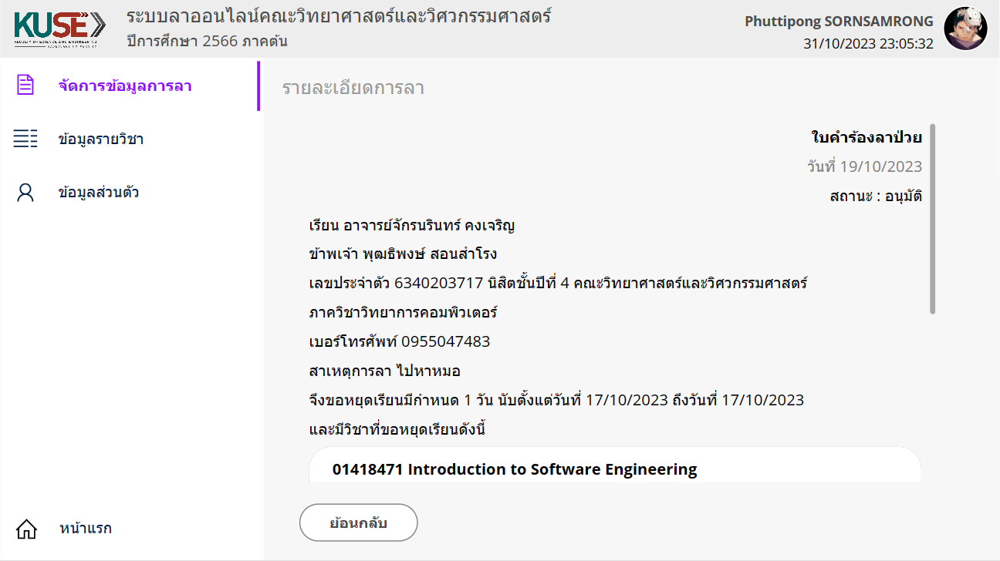 KUSE
FACULTY OF SCIENCE AND ENGINEERING
ระบบลาออนไลน์คณะวิทยาศาสตร์และวิศวกรรมศาสตร์
ปีการศึกษา 2566 ภาคต้น
Phuttipong SORNSAMRONG
31/10/2023 23:05:32
จัดการข้อมูลการลา
ข้อมูลรายวิชา
ข้อมูลส่วนตัว
หน้าแรก
รายละเอียดการลา
ใบคำร้องลาป่วย
วันที่ 19/10/2023
สถานะ : อนุมัติ
เรียน อาจารย์จักรนรินทร์ คงเจริญ
ข้าพเจ้า พุฒธิพงษ์ สอนสำโรง
เลขประจำตัว 6340203717 นิสิตชั้นปีที่ 4 คณะวิทยาศาสตร์และวิศวกรรมศาสตร์
ภาควิชาวิทยาการคอมพิวเตอร์
เบอร์โทรศัพท์ 0955047483
สาเหตุการลา ไปหาหมอ
จึงขอหยุดเรียนมีกำหนด 1 วัน นับตั้งแต่วันที่ 17/10/2023 ถึงวันที่ 17/10/2023
และมีวิชาที่ขอหยุดเรียนดังนี้
01418471 Introduction to Software Engineering
ย้อนกลับ